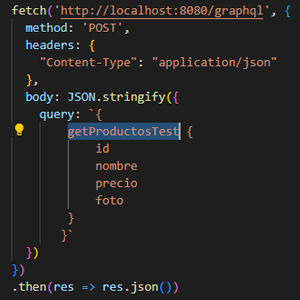 fetch('http://localhost:8080/graphql', {
  method: 'POST',
  headers: {
    "Content-Type": "application/json"
  },
  body: JSON.stringify({
    query: `{
        getProductosTest {
            id
            nombre
            precio
            foto
        }
       }`
  })
})
.then(res => res.json())